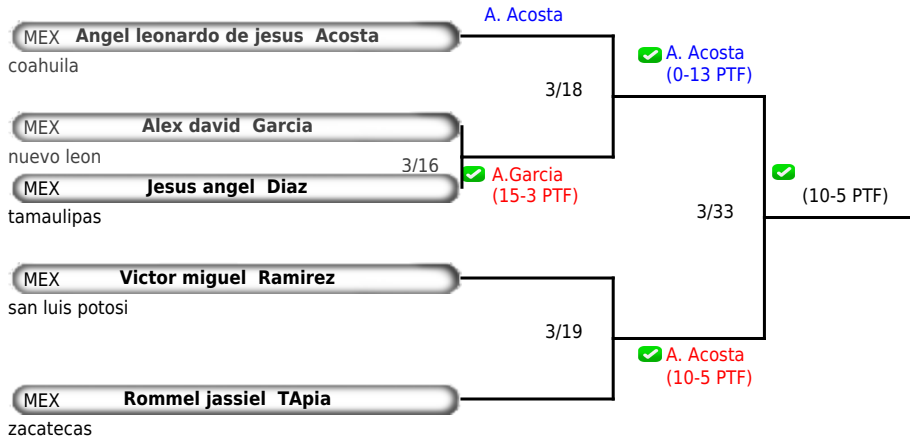 A. Acosta
MEX Angel leonardo de jesus Acosta
coahuila
A. Acosta
(0-13 PTF)
3/18
MEX Alex david Garcia
nuevo leon
3/16
A.Garcia
(15-3 PTF)
MEX Jesus angel Diaz
tamaulipas
(10-5 PTF)
3/33
MEX Victor miguel Ramirez
san luis potosi
3/19
A. Acosta
(10-5 PTF)
MEX Rommel jassiel TApia
zacatecas